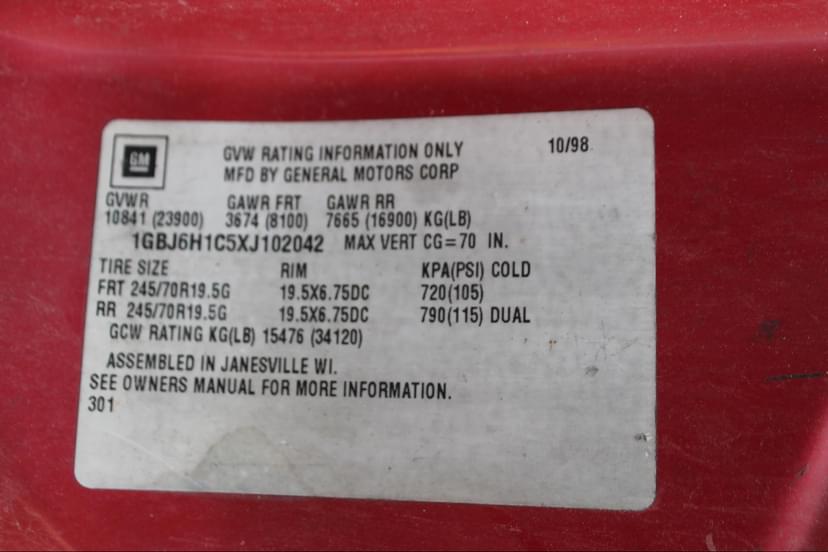 GM
GVW RATING INFORMATION ONLY 10/98
MFD BY GENERAL MOTORS CORP
GVWR GAWR FRT GAWR RR
10841 (23900) 3674 (8100) 7665 (16900) KG(LB)
1GBJ6H1C5XJ102042 MAX VERT CG=70 IN.
TIRE SIZE RIM KPA(PSI) COLD
FRT 245/70R19.5G 19.5X6.75DC 720(105)
RR 245/70R19.5G 19.5X6.75DC 790(115) DUAL
GCW RATING KG(LB) 15476 (34120)
ASSEMBLED IN JANESVILLE WI.
SEE OWNERS MANUAL FOR MORE INFORMATION.
301